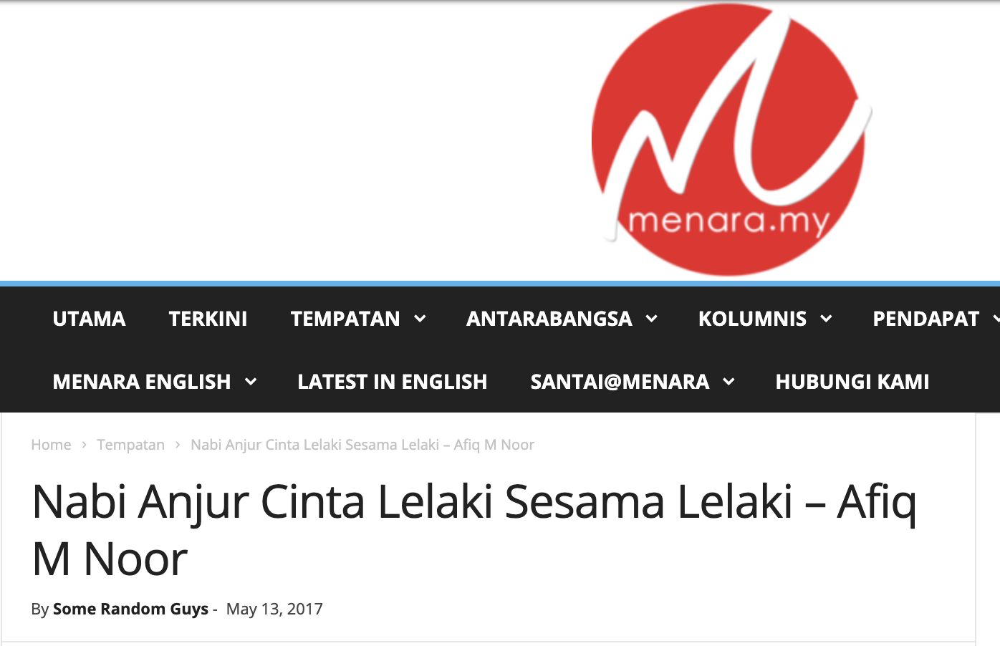 menara.my
UTAMA TERKINI TEMPATAN ANTARABANGSA KOLUMNIS PENDAPAT
MENARA ENGLISH LATEST IN ENGLISH SANTAI@MENARA HUBUNGI KAMI
Home › Tempatan › Nabi Anjur Cinta Lelaki Sesama Lelaki – Afiq M Noor
Nabi Anjur Cinta Lelaki Sesama Lelaki – Afiq
M Noor
By Some Random Guys - May 13, 2017